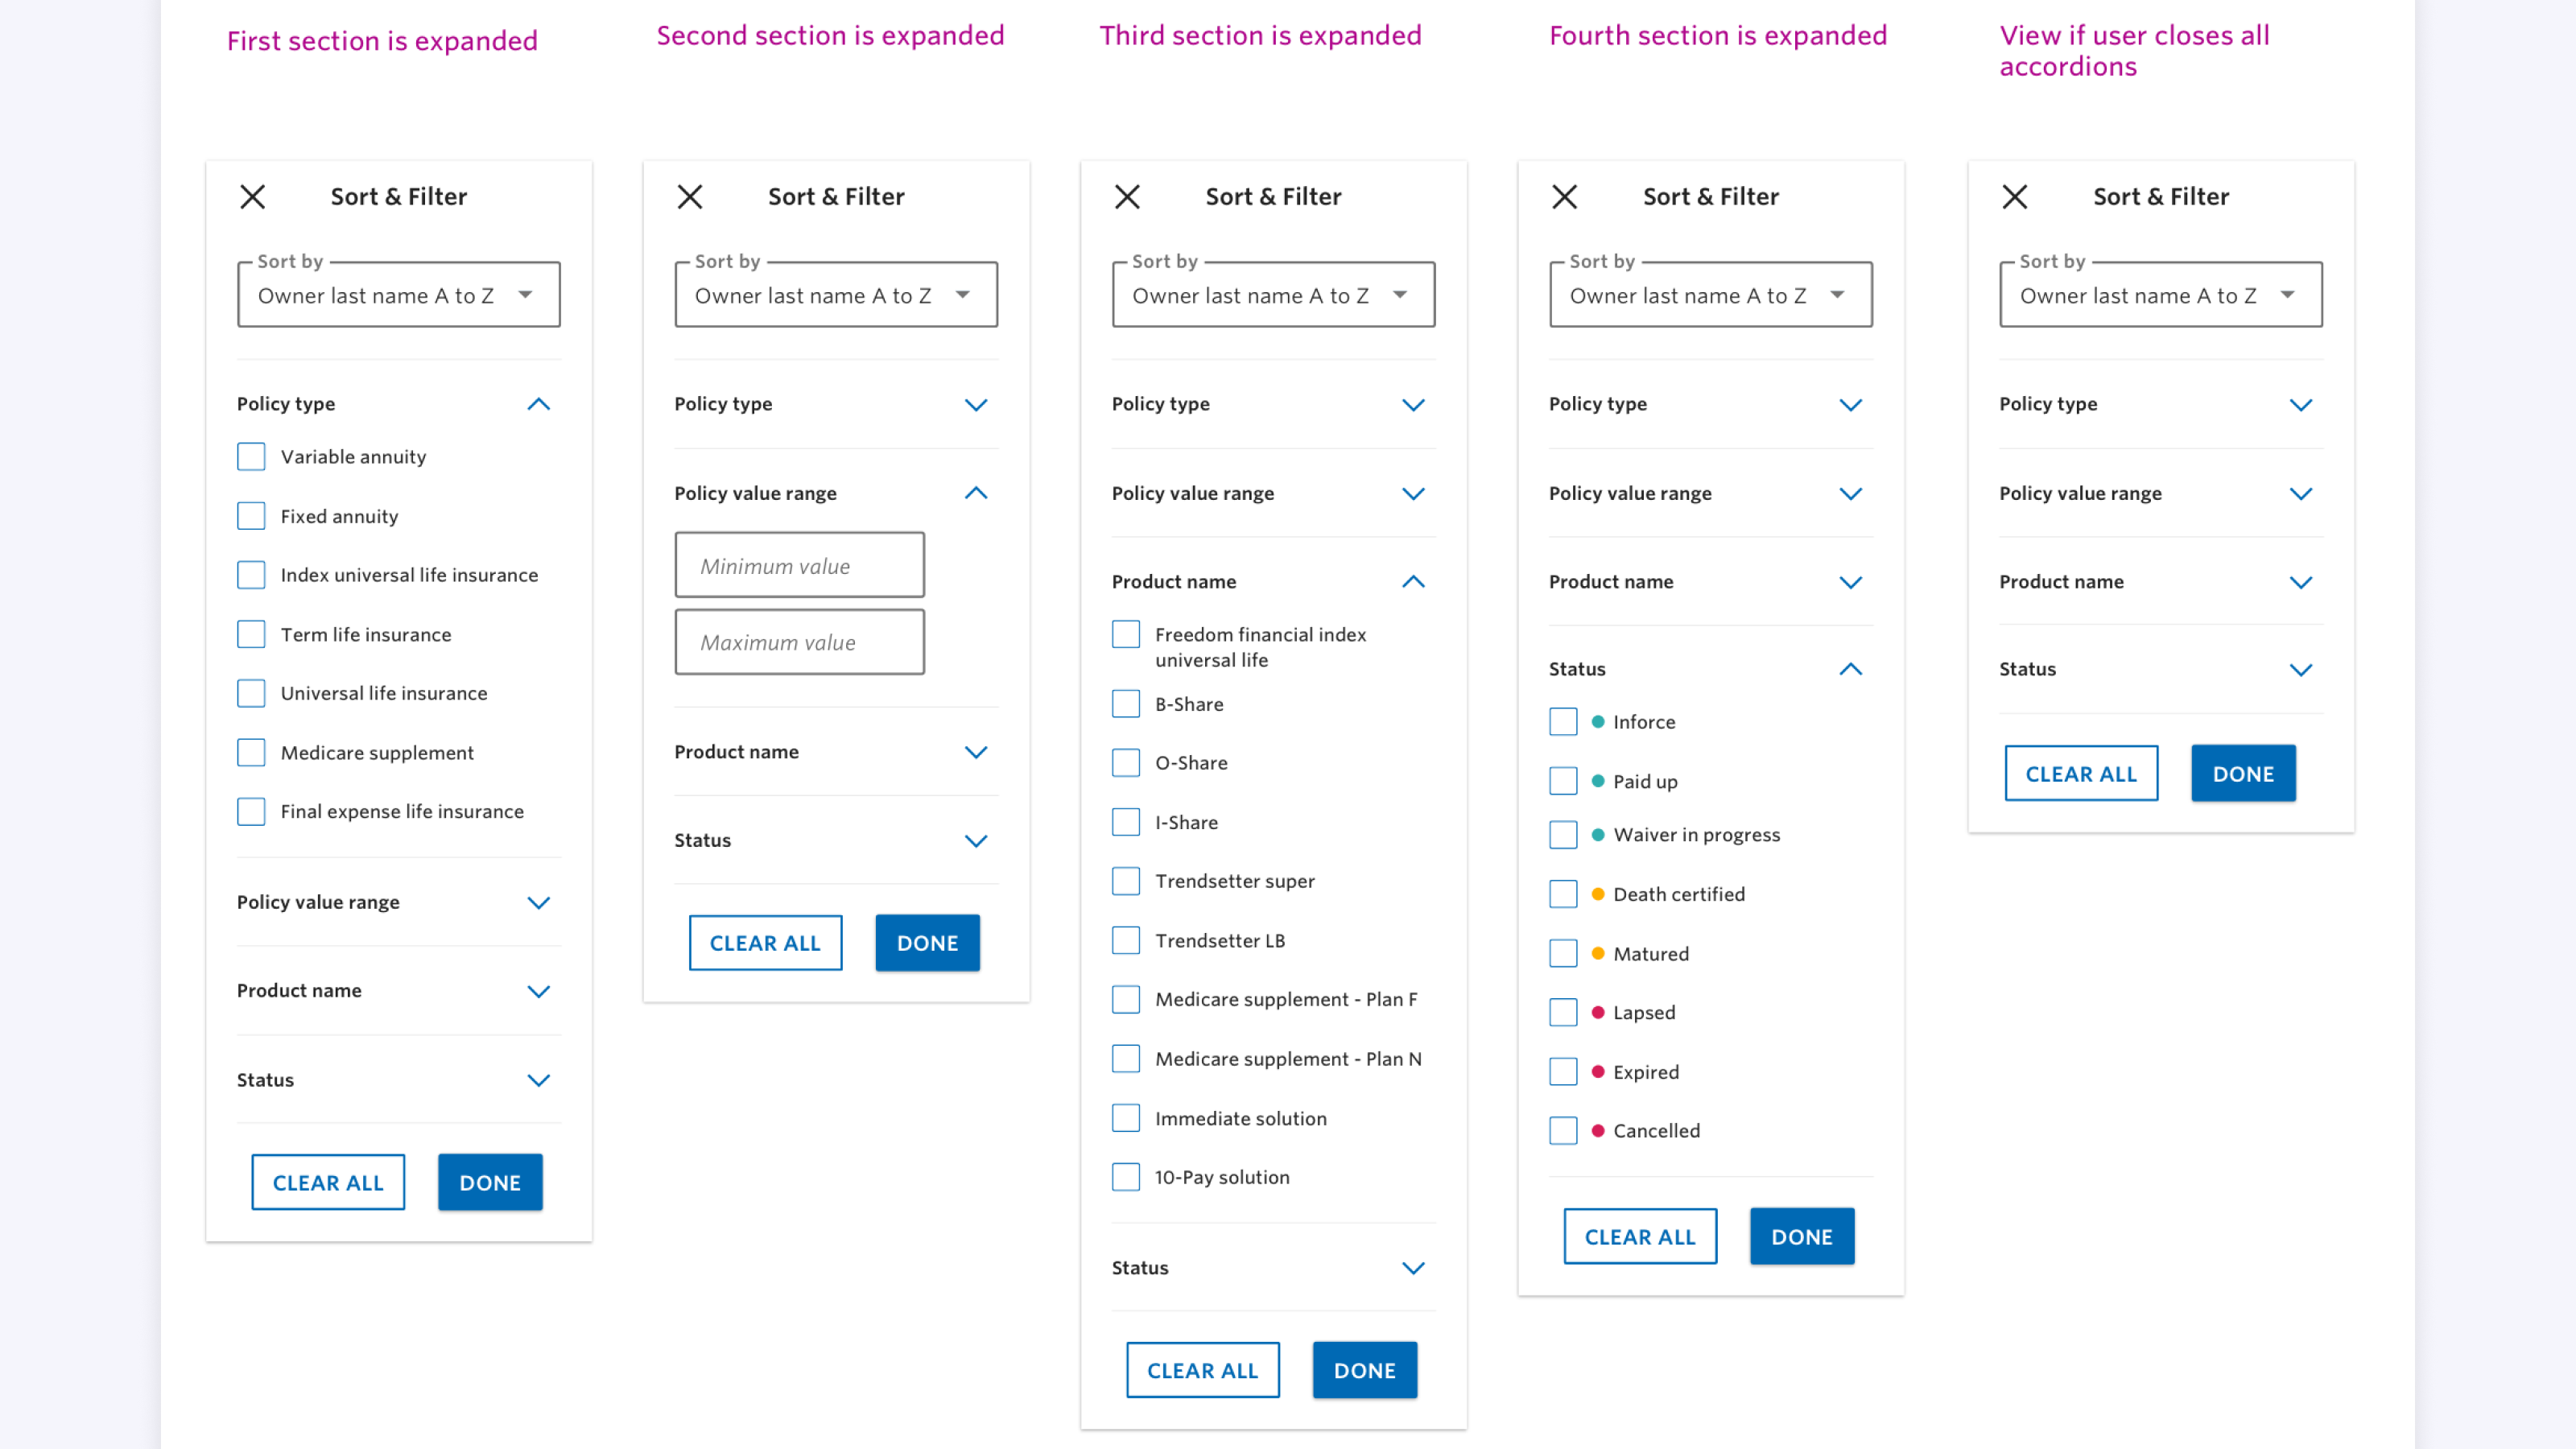 First section is expanded
Second section is expanded
Third section is expanded
Fourth section is expanded
View if user closes all
accordions
Sort & Filter
Sort by
Owner last name A to Z
Policy type
Variable annuity
Fixed annuity
Index universal life insurance
Term life insurance
Universal life insurance
Medicare supplement
Final expense life insurance
Policy value range
Product name
Status
CLEAR ALL
DONE
Sort & Filter
Sort by
Owner last name A to Z
Policy type
Policy value range
Minimum value
Maximum value
Product name
Status
CLEAR ALL
DONE
Sort & Filter
Sort by
Owner last name A to Z
Policy type
Policy value range
Product name
Freedom financial index
universal life
B-Share
O-Share
I-Share
Trendsetter super
Trendsetter LB
Medicare supplement - Plan F
Medicare supplement - Plan N
Immediate solution
10-Pay solution
Status
CLEAR ALL
DONE
Sort & Filter
Sort by
Owner last name A to Z
Policy type
Policy value range
Product name
Status
Inforce
Paid up
Waiver in progress
Death certified
Matured
Lapsed
Expired
Cancelled
CLEAR ALL
DONE
Sort & Filter
Sort by
Owner last name A to Z
Policy type
Policy value range
Product name
Status
CLEAR ALL
DONE